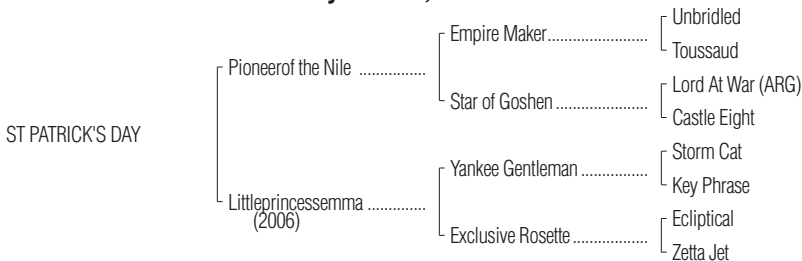 Unbridled
Empire Maker....................
Toussaud
Pioneerof the Nile ................
Lord At War (ARG)
Star of Goshen ..................
Castle Eight
ST PATRICK'S DAY
Storm Cat
Yankee Gentleman .................
Key Phrase
Littleprincessemma ..............
(2006)
Ecliptical
Exclusive Rosette ...................
Zetta Jet